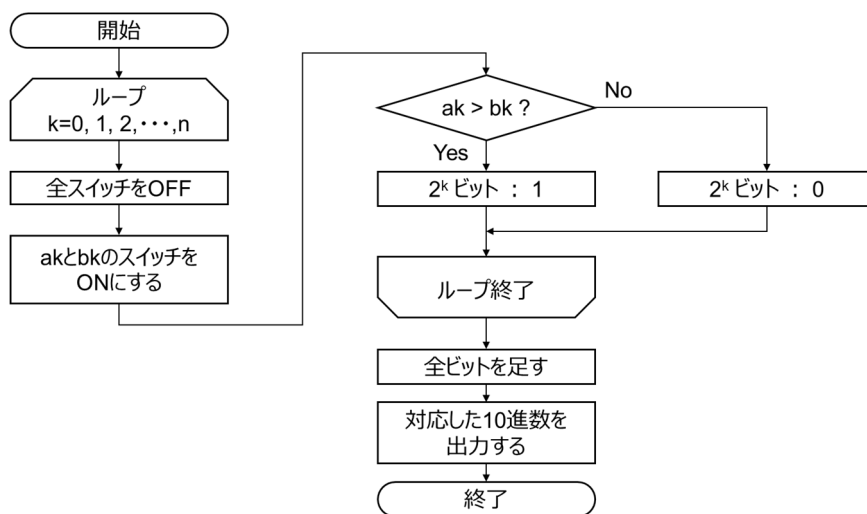 開始
ループ
k=0, 1, 2,・・・,n
全スイッチをOFF
akとbkのスイッチを
ONにする
ak > bk ?
No
Yes
2ᵏ ビット : 1
2ᵏ ビット : 0
ループ終了
全ビットを足す
対応した10進数を
出力する
終了